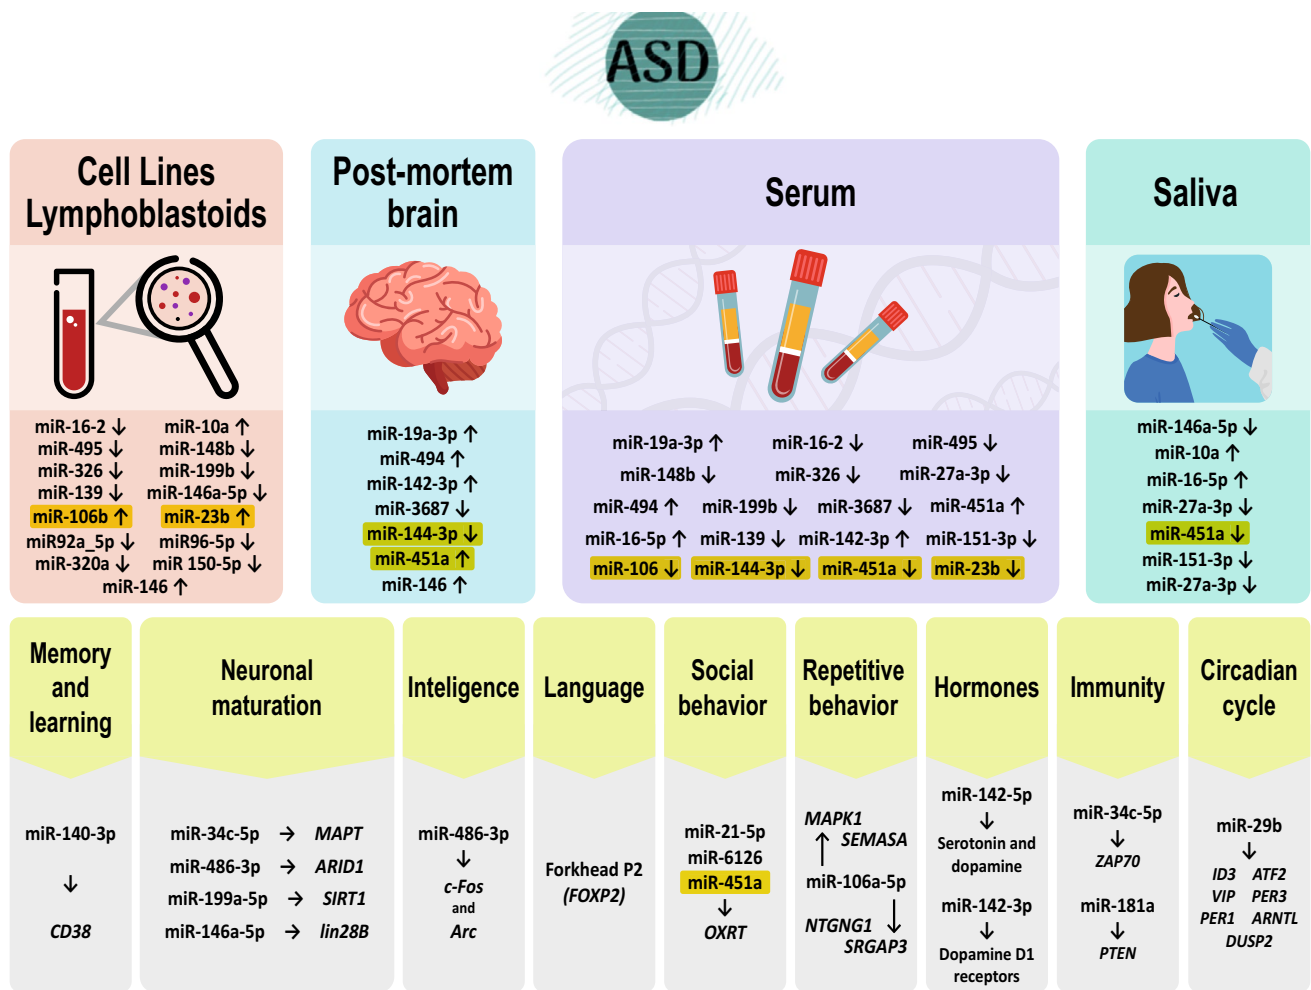 ASD
Cell Lines
Lymphoblastoids
miR-16-2 ↓ miR-10a ↑
miR-495 ↓ miR-148b ↓
miR-326 ↓ miR-199b ↓
miR-139 ↓ miR-146a-5p ↓
miR-106b ↑ miR-23b ↑
miR92a_5p ↓ miR96-5p ↓
miR-320a ↓ miR 150-5p ↓
miR-146 ↑
Post-mortem
brain
miR-19a-3p ↑
miR-494 ↑
miR-142-3p ↑
miR-3687 ↓
miR-144-3p ↓
miR-451a ↑
miR-146 ↑
Serum
miR-19a-3p ↑ miR-16-2 ↓ miR-495 ↓
miR-148b ↓ miR-326 ↓ miR-27a-3p ↓
miR-494 ↑ miR-199b ↓ miR-3687 ↓ miR-451a ↑
miR-16-5p ↑ miR-139 ↓ miR-142-3p ↑ miR-151-3p ↓
miR-106 ↓ miR-144-3p ↓ miR-451a ↓ miR-23b ↓
Saliva
miR-146a-5p ↓
miR-10a ↑
miR-16-5p ↑
miR-27a-3p ↓
miR-451a ↓
miR-151-3p ↓
miR-27a-3p ↓
Memory
and
learning
miR-140-3p
↓
CD38
Neuronal
maturation
miR-34c-5p → MAPT
miR-486-3p → ARID1
miR-199a-5p → SIRT1
miR-146a-5p → lin28B
Inteligence
miR-486-3p
↓
c-Fos
and
Arc
Language
Forkhead P2
(FOXP2)
Social
behavior
miR-21-5p
miR-6126
miR-451a
↓
OXRT
Repetitive
behavior
MAPK1
↑ SEMASA
miR-106a-5p
NTGNG1 ↓
SRGAP3
Hormones
miR-142-5p
↓
Serotonin and
dopamine
miR-142-3p
↓
Dopamine D1
receptors
Immunity
miR-34c-5p
↓
ZAP70
miR-181a
↓
PTEN
Circadian
cycle
miR-29b
↓
ID3 ATF2
VIP PER3
PER1 ARNTL
DUSP2